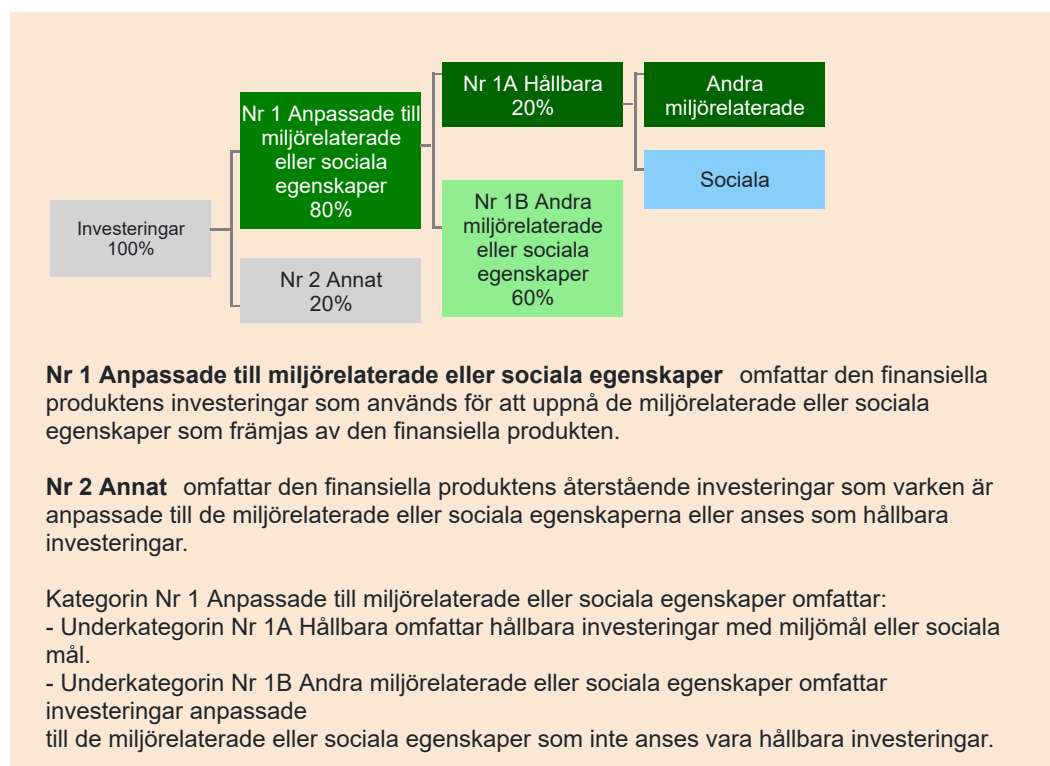 Investeringar
100%
Nr 1 Anpassade till
miljörelaterade
eller sociala
egenskaper
80%
Nr 2 Annat
20%
Nr 1A Hållbara
20%
Nr 1B Andra
miljörelaterade
eller sociala
egenskaper
60%
Andra
miljörelaterade
Sociala
Nr 1 Anpassade till miljörelaterade eller sociala egenskaper omfattar den finansiella
produktens investeringar som används för att uppnå de miljörelaterade eller sociala
egenskaper som främjas av den finansiella produkten.
Nr 2 Annat omfattar den finansiella produktens återstående investeringar som varken är
anpassade till de miljörelaterade eller sociala egenskaperna eller anses som hållbara
investeringar.
Kategorin Nr 1 Anpassade till miljörelaterade eller sociala egenskaper omfattar:
- Underkategorin Nr 1A Hållbara omfattar hållbara investeringar med miljömål eller sociala
mål.
- Underkategorin Nr 1B Andra miljörelaterade eller sociala egenskaper omfattar
investeringar anpassade
till de miljörelaterade eller sociala egenskaper som inte anses vara hållbara investeringar.